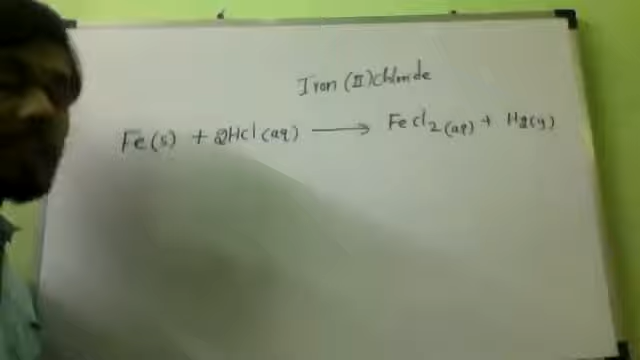 Iron (II) chloride
Fe(s) + 2HCl(aq) ⟶ FeCl2(aq) + H2(g)